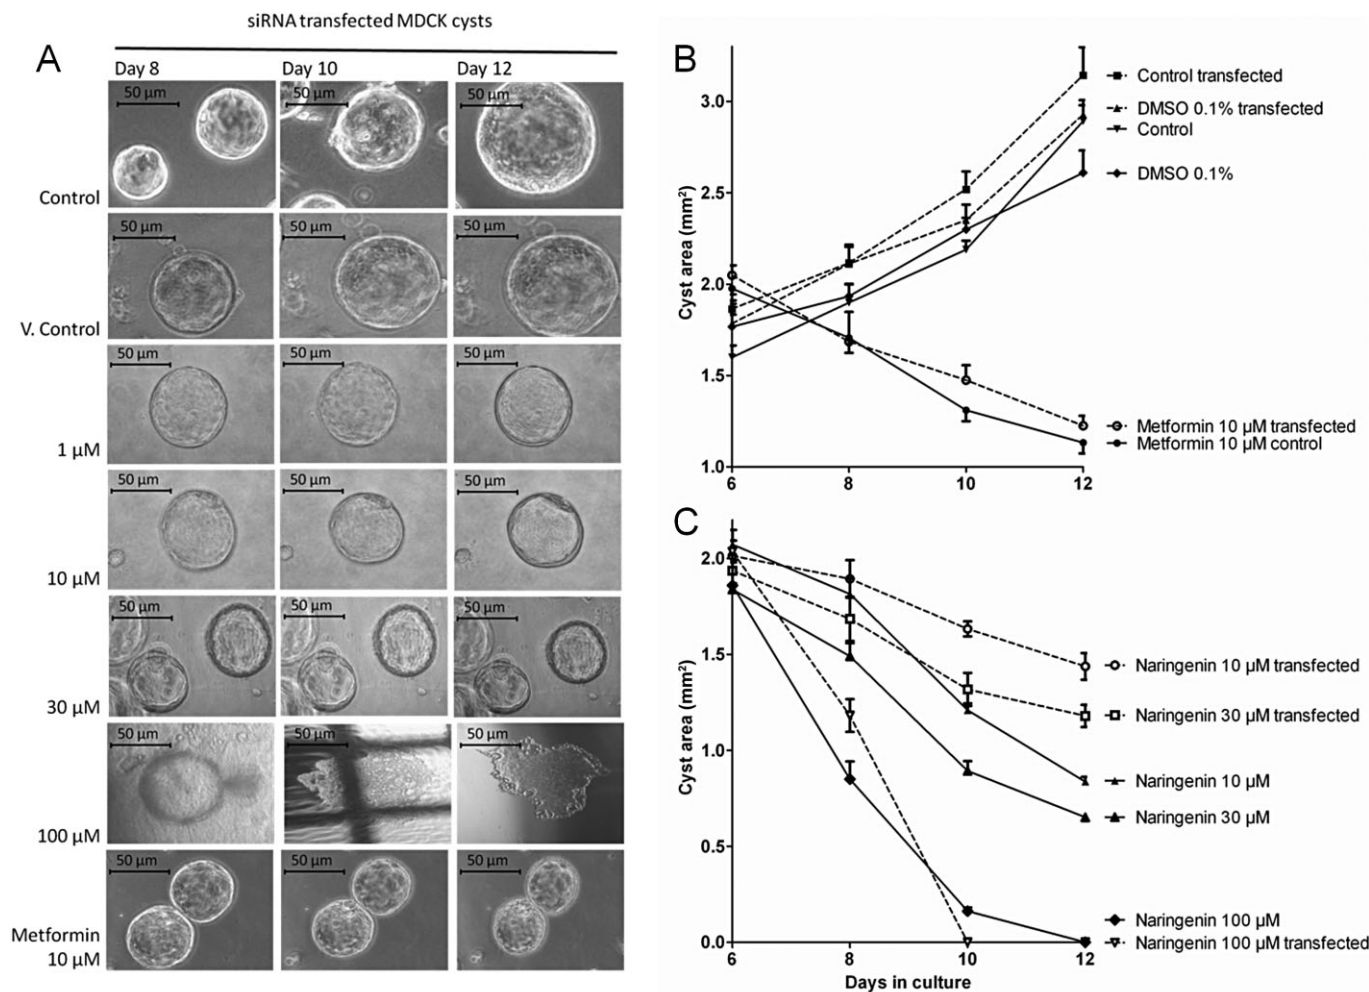 siRNA transfected MDCK cysts
A
Day 8 Day 10 Day 12
50 µm 50 µm 50 µm
Control
50 µm 50 µm 50 µm
V. Control
50 µm 50 µm 50 µm
1 µM
50 µm 50 µm 50 µm
10 µM
50 µm 50 µm 50 µm
30 µM
50 µm 50 µm 50 µm
100 µM
50 µm 50 µm 50 µm
Metformin
10 µM
B
Cyst area (mm²)
3.0
2.5
2.0
1.5
1.0
6 8 10 12
Control transfected
DMSO 0.1% transfected
Control
DMSO 0.1%
Metformin 10 µM transfected
Metformin 10 µM control
C
Cyst area (mm²)
2.0
1.5
1.0
0.5
0.0
6 8 10 12
Days in culture
Naringenin 10 µM transfected
Naringenin 30 µM transfected
Naringenin 10 µM
Naringenin 30 µM
Naringenin 100 µM
Naringenin 100 µM transfected